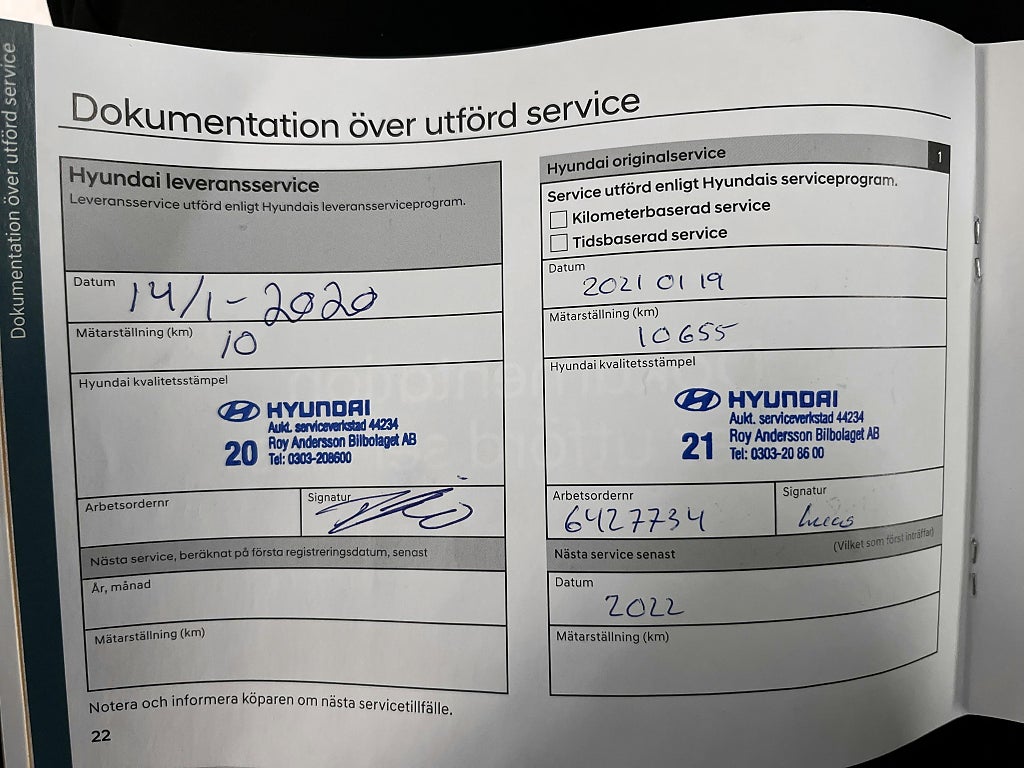 Dokumentation över utförd service
Dokumentation över utförd service
Hyundai leveransservice
Leveransservice utförd enligt Hyundais leveransserviceprogram.
Datum 14/1-2020
Mätarställning (km)
10
Hyundai kvalitetsstämpel
HYUNDAI
Aukt. serviceverkstad 44234
20 Roy Andersson Bilbolaget AB
Tel: 0303-208600
Arbetsordernr
Signatur
Nästa service, beräknat på första registreringsdatum, senast
År, månad
Mätarställning (km)
Notera och informera köparen om nästa servicetillfälle.
22
Hyundai originalservice 1
Service utförd enligt Hyundais serviceprogram.
Kilometerbaserad service
Tidsbaserad service
Datum
2021 01 19
Mätarställning (km)
10655
Hyundai kvalitetsstämpel
HYUNDAI
Aukt. serviceverkstad 44234
21 Roy Andersson Bilbolaget AB
Tel: 0303-20 86 00
Arbetsordernr
6427734
Signatur
Nästa service senast (Vilket som först inträffar)
Datum
2022
Mätarställning (km)